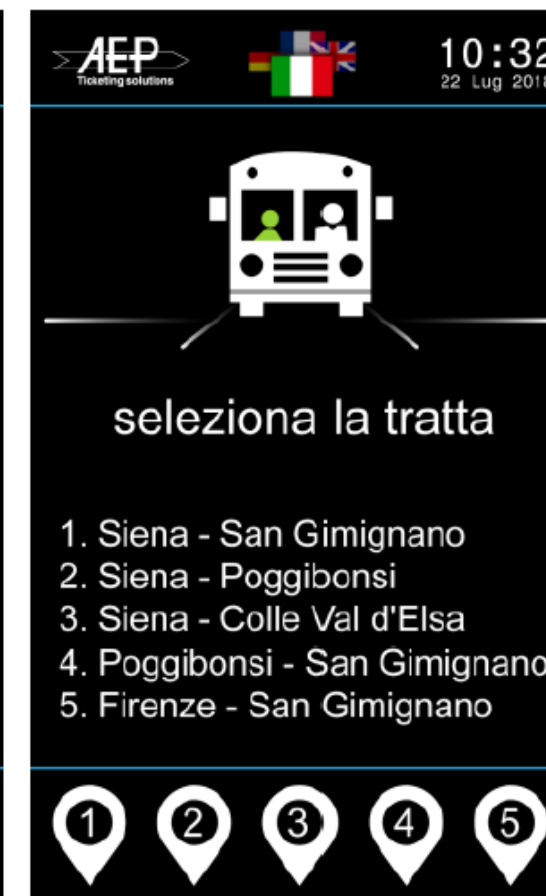 AEP
Ticketing solutions
10:32
22 Lug 2018
seleziona la tratta
1. Siena - San Gimignano
2. Siena - Poggibonsi
3. Siena - Colle Val d'Elsa
4. Poggibonsi - San Gimignano
5. Firenze - San Gimignano
1 2 3 4 5